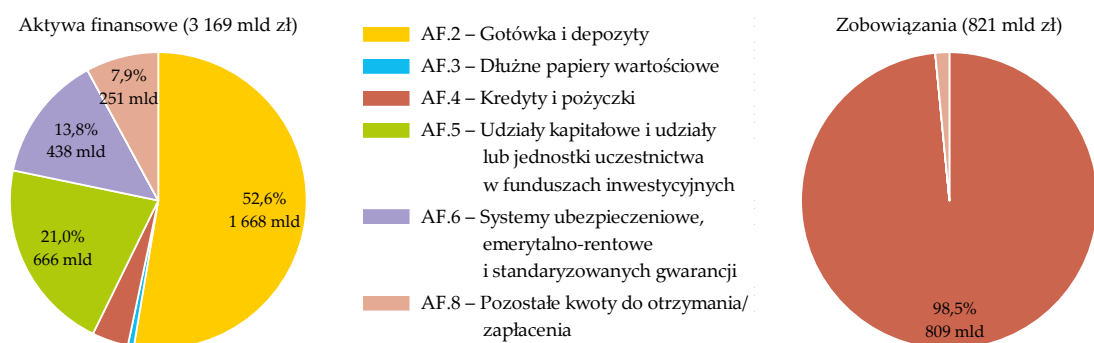 Aktywa finansowe (3 169 mld zł)
7,9%
251 mld
13,8%
438 mld
52,6%
1 668 mld
21,0%
666 mld
AF.2 – Gotówka i depozyty
AF.3 – Dłużne papiery wartościowe
AF.4 – Kredyty i pożyczki
AF.5 – Udziały kapitałowe i udziały
lub jednostki uczestnictwa
w funduszach inwestycyjnych
AF.6 – Systemy ubezpieczeniowe,
emerytalno-rentowe
i standaryzowanych gwarancji
AF.8 – Pozostałe kwoty do otrzymania/
zapłacenia
Zobowiązania (821 mld zł)
98,5%
809 mld